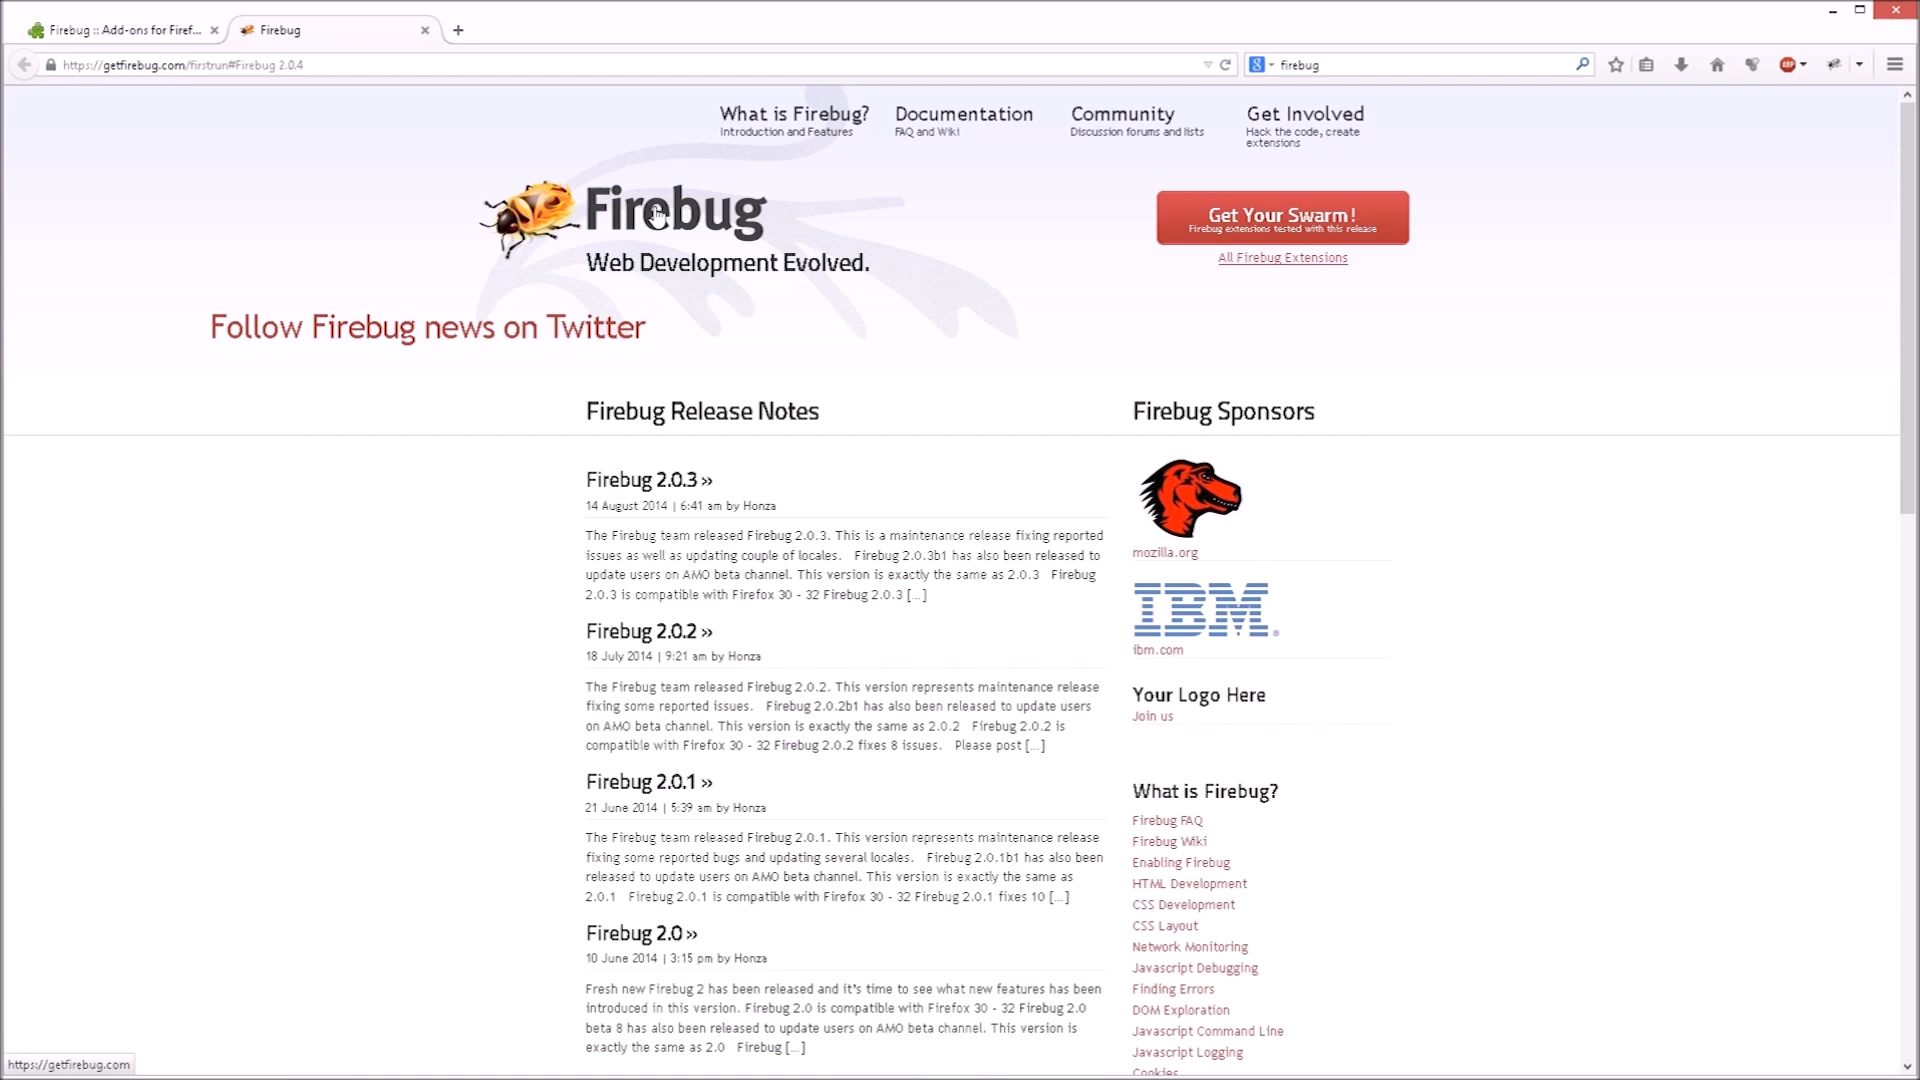 Firebug :: Add-ons for Firef...
Firebug
https://getfirebug.com/firstrun#Firebug 2.0.4
firebug
What is Firebug?
Introduction and Features
Documentation
FAQ and Wiki
Community
Discussion forums and lists
Get Involved
Hack the code, create
extensions
Firebug
Web Development Evolved.
Get Your Swarm!
Firebug extensions tested with this release
All Firebug Extensions
Follow Firebug news on Twitter
Firebug Release Notes
Firebug 2.0.3 »
14 August 2014 | 6:41 am by Honza
The Firebug team released Firebug 2.0.3. This is a maintenance release fixing reported
issues as well as updating couple of locales. Firebug 2.0.3b1 has also been released to
update users on AMO beta channel. This version is exactly the same as 2.0.3 Firebug
2.0.3 is compatible with Firefox 30 - 32 Firebug 2.0.3 [...]
Firebug 2.0.2 »
18 July 2014 | 9:21 am by Honza
The Firebug team released Firebug 2.0.2. This version represents maintenance release
fixing some reported issues. Firebug 2.0.2b1 has also been released to update users
on AMO beta channel. This version is exactly the same as 2.0.2 Firebug 2.0.2 is
compatible with Firefox 30 - 32 Firebug 2.0.2 fixes 8 issues. Please post [...]
Firebug 2.0.1 »
21 June 2014 | 5:39 am by Honza
The Firebug team released Firebug 2.0.1. This version represents maintenance release
fixing some reported bugs and updating several locales. Firebug 2.0.1b1 has also been
released to update users on AMO beta channel. This version is exactly the same as
2.0.1 Firebug 2.0.1 is compatible with Firefox 30 - 32 Firebug 2.0.1 fixes 10 [...]
Firebug 2.0 »
10 June 2014 | 3:15 pm by Honza
Fresh new Firebug 2 has been released and it's time to see what new features has been
introduced in this version. Firebug 2.0 is compatible with Firefox 30 - 32 Firebug 2.0
beta 8 has also been released to update users on AMO beta channel. This version is
exactly the same as 2.0 Firebug [...]
Firebug Sponsors
mozilla.org
IBM
ibm.com
Your Logo Here
Join us
What is Firebug?
Firebug FAQ
Firebug Wiki
Enabling Firebug
HTML Development
CSS Development
CSS Layout
Network Monitoring
Javascript Debugging
Finding Errors
DOM Exploration
Javascript Command Line
Javascript Logging
Cookies
https://getfirebug.com